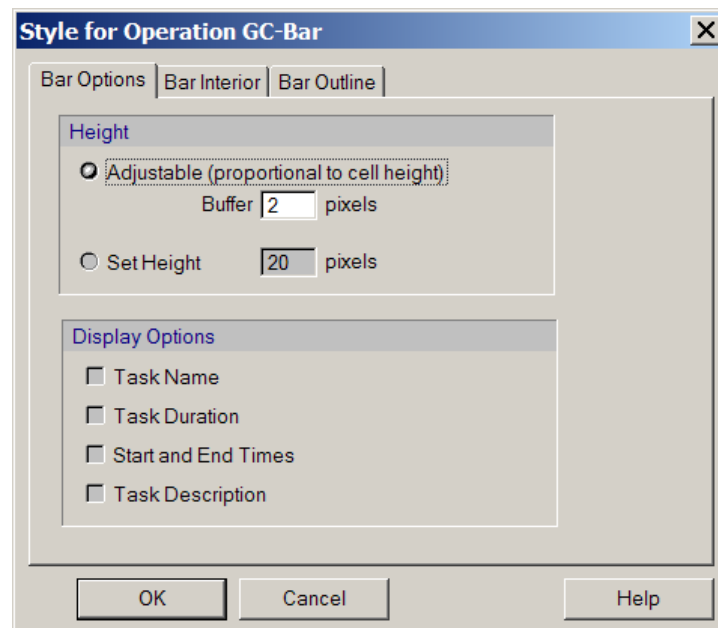 Style for Operation GC-Bar
Bar Options Bar Interior Bar Outline
Height
Adjustable (proportional to cell height)
Buffer 2 pixels
Set Height 20 pixels
Display Options
Task Name
Task Duration
Start and End Times
Task Description
OK Cancel Help